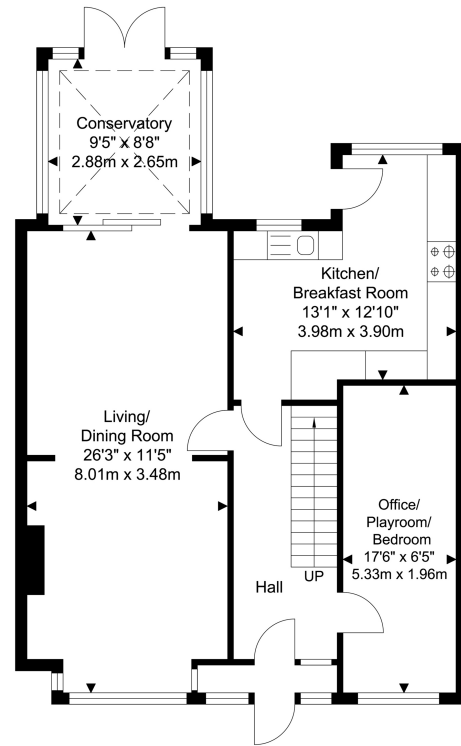 Conservatory
9'5" x 8'8"
2.88m x 2.65m
Kitchen/
Breakfast Room
13'1" x 12'10"
3.98m x 3.90m
Living/
Dining Room
26'3" x 11'5"
8.01m x 3.48m
Office/
Playroom/
Bedroom
17'6" x 6'5"
5.33m x 1.96m
UP
Hall